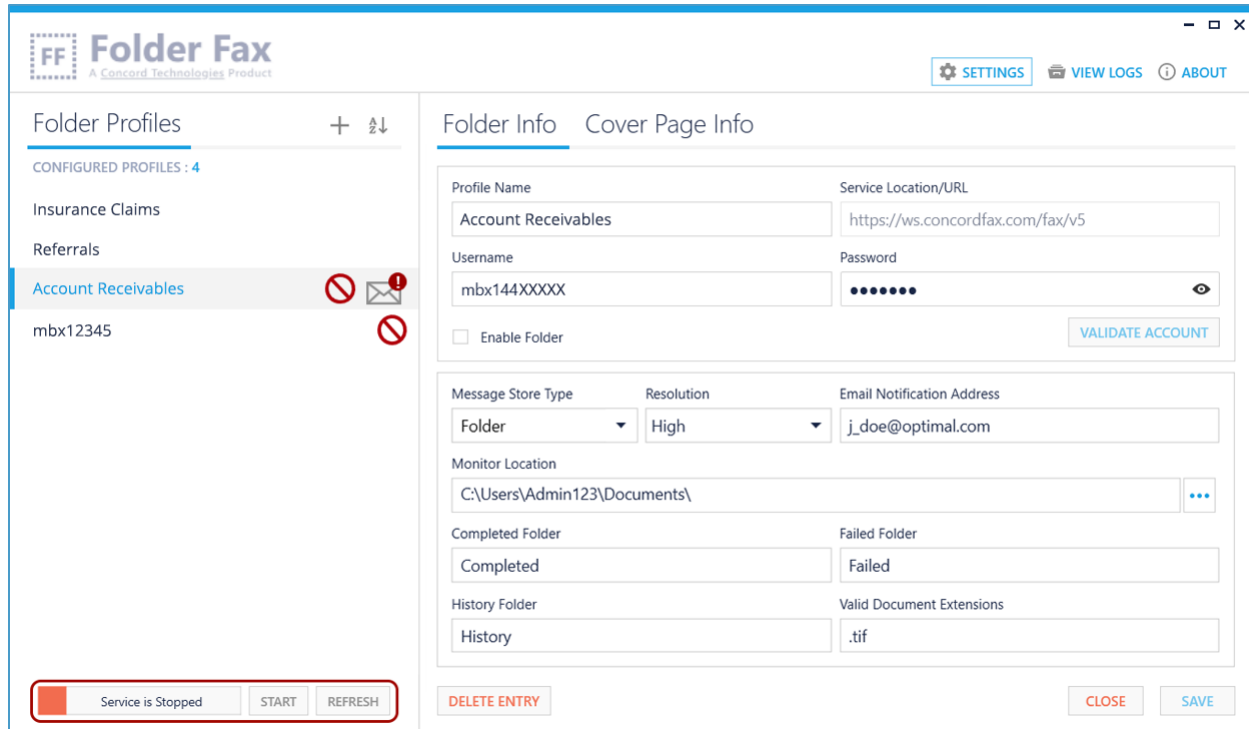 FF Folder Fax
A Concord Technologies Product
SETTINGS VIEW LOGS ABOUT
Folder Profiles
CONFIGURED PROFILES : 4
Insurance Claims
Referrals
Account Receivables
mbx12345
Service is Stopped START REFRESH
Folder Info Cover Page Info
Profile Name Service Location/URL
Account Receivables https://ws.concordfax.com/fax/v5
Username Password
mbx144XXXXX •••••••
Enable Folder VALIDATE ACCOUNT
Message Store Type Resolution Email Notification Address
Folder High j_doe@optimal.com
Monitor Location
C:\Users\Admin123\Documents\
Completed Folder Failed Folder
Completed Failed
History Folder Valid Document Extensions
History .tif
DELETE ENTRY CLOSE SAVE